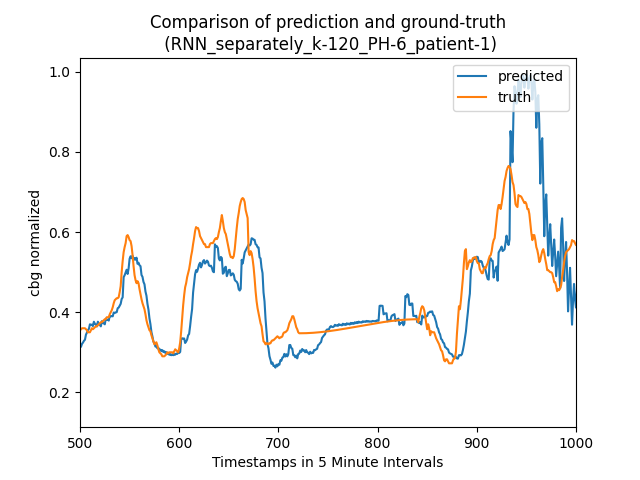 Comparison of prediction and ground-truth
(RNN_separately_k-120_PH-6_patient-1)
predicted
truth
1.0
0.8
0.6
0.4
0.2
cbg normalized
500 600 700 800 900 1000
Timestamps in 5 Minute Intervals